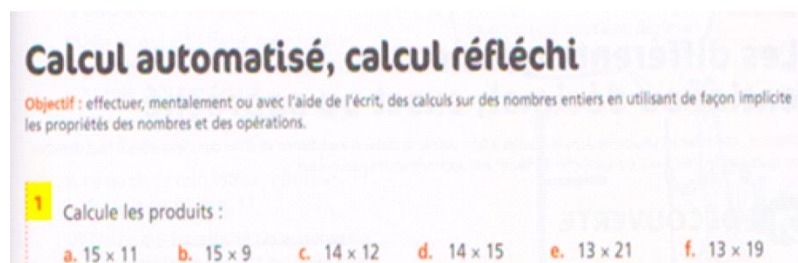 Calcul automatisé, calcul réfléchi
Objectif : effectuer, mentalement ou avec l'aide de l'écrit, des calculs sur des nombres entiers en utilisant de façon implicite
les propriétés des nombres et des opérations.
1 Calcule les produits :
a. 15 x 11 b. 15 x 9 c. 14 x 12 d. 14 x 15 e. 13 x 21 f. 13 x 19